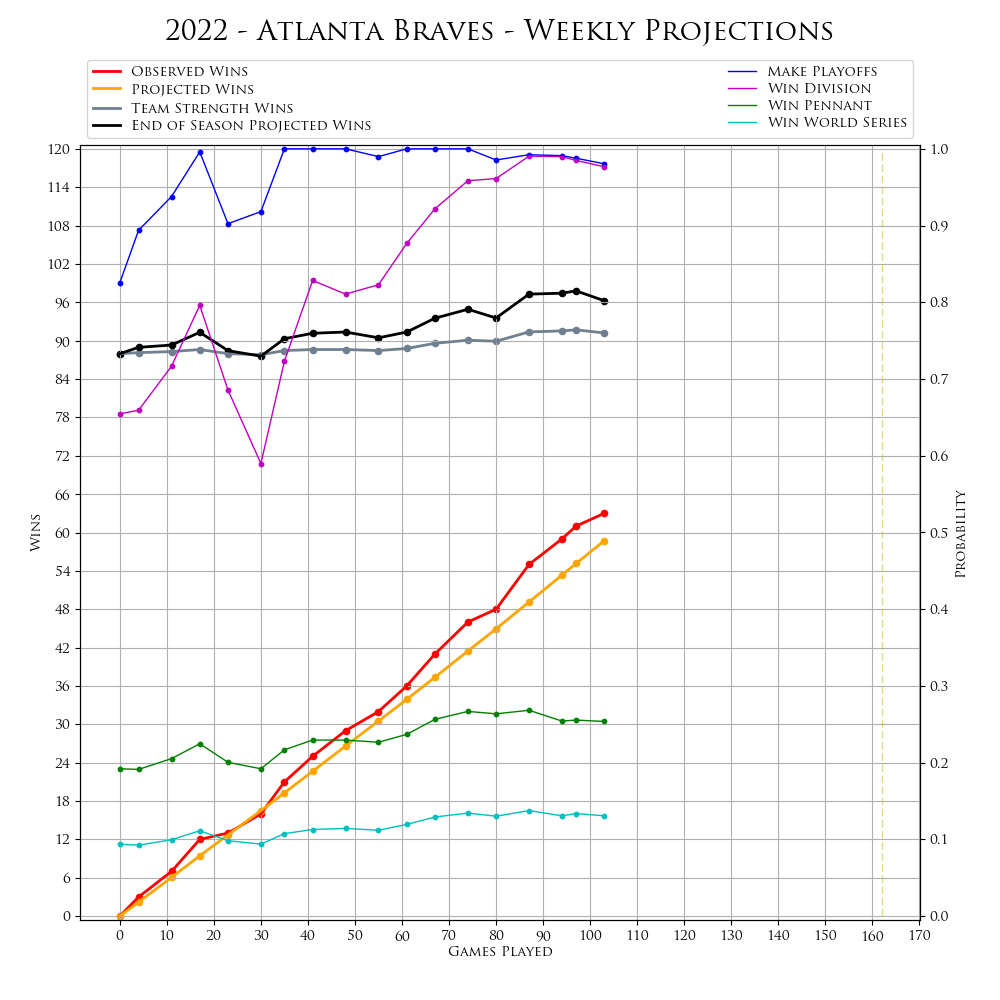 2022 - Atlanta Braves - Weekly Projections
Observed Wins
Projected Wins
Team Strength Wins
End of Season Projected Wins
Make Playoffs
Win Division
Win Pennant
Win World Series
120
114
108
102
96
90
84
78
72
66
60
54
48
42
36
30
24
18
12
6
0
Wins
1.0
0.9
0.8
0.7
0.6
0.5
0.4
0.3
0.2
0.1
0.0
Probability
0 10 20 30 40 50 60 70 80 90 100 110 120 130 140 150 160 170
Games Played